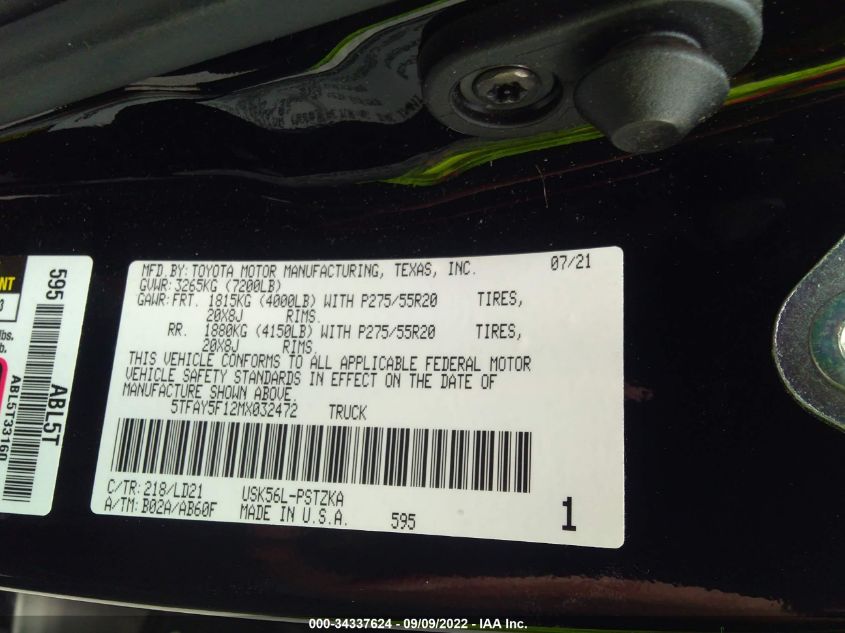 NT
3
lbs.
b.
595
ABL5T
ABL5T33160
MFD.BY:TOYOTA MOTOR MANUFACTURING, TEXAS, INC. 07/21
GVWR:3265KG (7200LB)
GAWR:FRT. 1815KG (4000LB) WITH P275/55R20 TIRES,
20X8J RIMS.
RR. 1880KG (4150LB) WITH P275/55R20 TIRES,
20X8J RIMS.
THIS VEHICLE CONFORMS TO ALL APPLICABLE FEDERAL MOTOR
VEHICLE SAFETY STANDARDS IN EFFECT ON THE DATE OF
MANUFACTURE SHOWN ABOVE.
5TFAY5F12MX032472 TRUCK
C/TR:218/LD21 USK56L-PSTZKA
A/TM:B02A/AB60F MADE IN U.S.A. 595 1
000-34337624 - 09/09/2022 - IAA Inc.